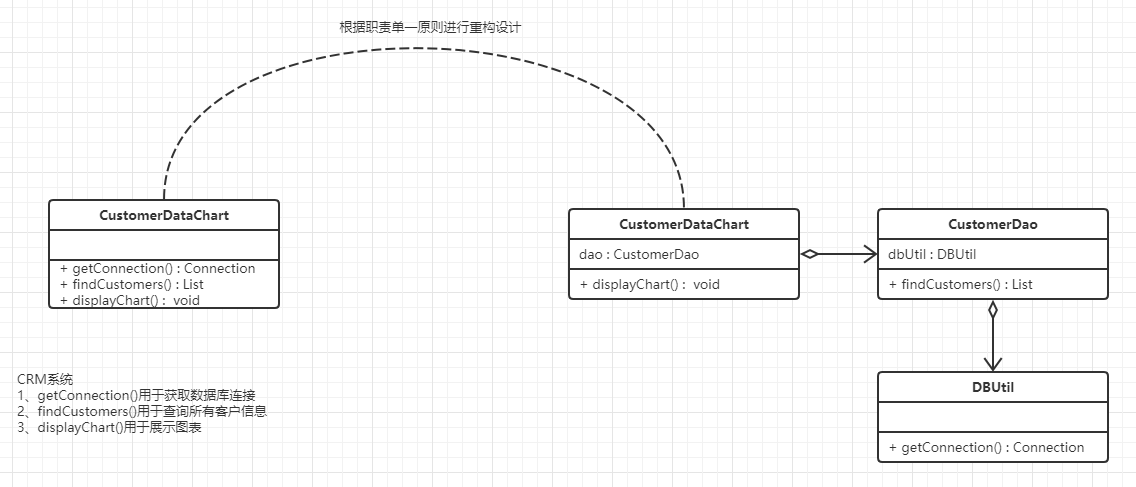 根据职责单一原则进行重构设计
CustomerDataChart
+ getConnection() : Connection
+ findCustomers() : List
+ displayChart() :  void
CustomerDataChart
dao : CustomerDao
+ displayChart() :  void
CustomerDao
dbUtil : DBUtil
+ findCustomers() : List
DBUtil
+ getConnection() : Connection
CRM系统
1、getConnection()用于获取数据库连接
2、findCustomers()用于查询所有客户信息
3、displayChart()用于展示图表